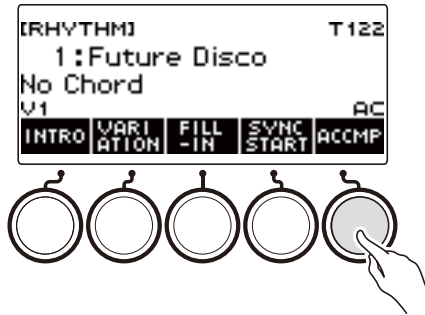 [RHYTHM] T122
1:Future Disco
No Chord
V1 AC
INTRO VARI FILL SYNC ACCMP
ATION -IN START